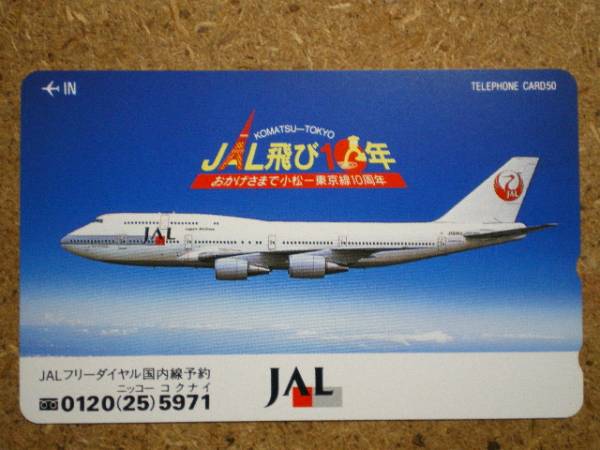 IN
TELEPHONE CARD50
KOMATSU—TOKYO
JAL飛び10年
おかげさまで小松ー東京線10周年
JAL
JAL
Japan Airlines
JALフリーダイヤル国内線予約
ニッコー コクナイ
0120(25)5971
JAL